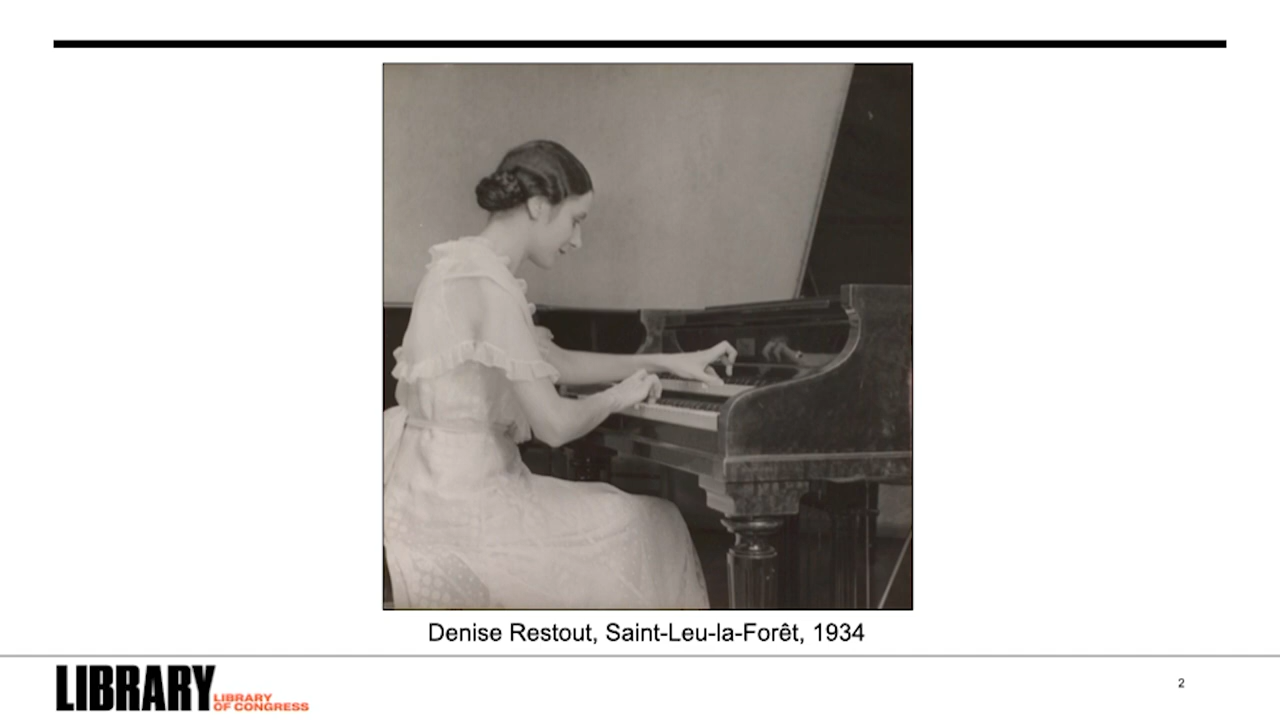 Denise Restout, Saint-Leu-la-Forêt, 1934
LIBRARY
LIBRARY
OF CONGRESS
2